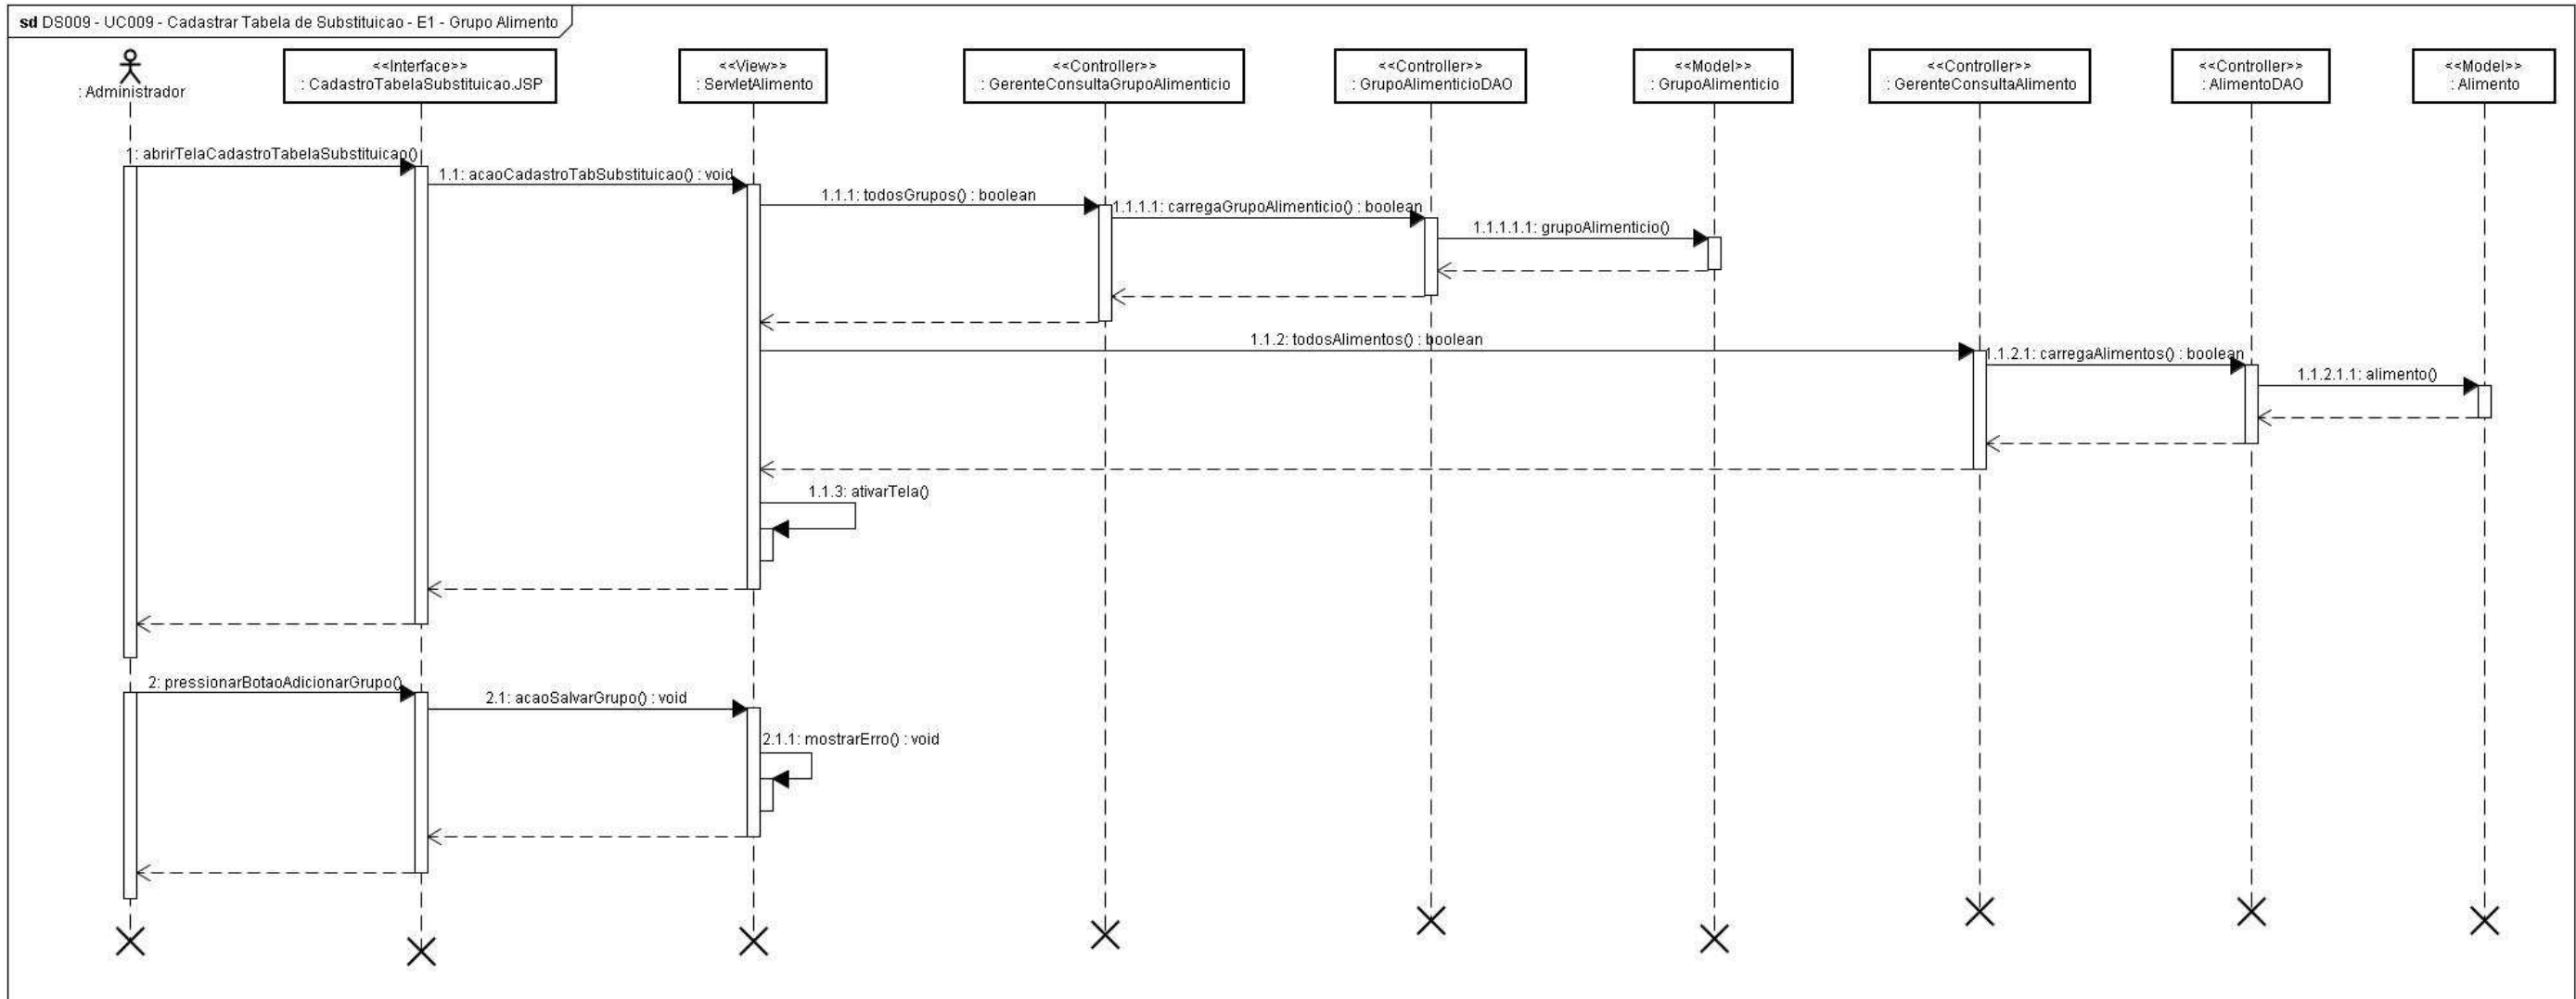 sd DS009 - UC009 - Cadastrar Tabela de Substituicao - E1 - Grupo Alimento
: Administrador
<<Interface>>
: CadastroTabelaSubstituicao.JSP
<<View>>
: ServletAlimento
<<Controller>>
: GerenteConsultaGrupoAlimenticio
<<Controller>>
: GrupoAlimenticioDAO
<<Model>>
: GrupoAlimenticio
<<Controller>>
: GerenteConsultaAlimento
<<Controller>>
: AlimentoDAO
<<Model>>
: Alimento
1: abrirTelaCadastroTabelaSubstituicao()
1.1: acaoCadastroTabSubstituicao() : void
1.1.1: todosGrupos() : boolean
1.1.1.1: carregaGrupoAlimenticio() : boolean
1.1.1.1.1: grupoAlimenticio()
1.1.2: todosAlimentos() : boolean
1.1.2.1: carregaAlimentos() : boolean
1.1.2.1.1: alimento()
1.1.3: ativarTela()
2: pressionarBotaoAdicionarGrupo()
2.1: acaoSalvarGrupo() : void
2.1.1: mostrarErro() : void